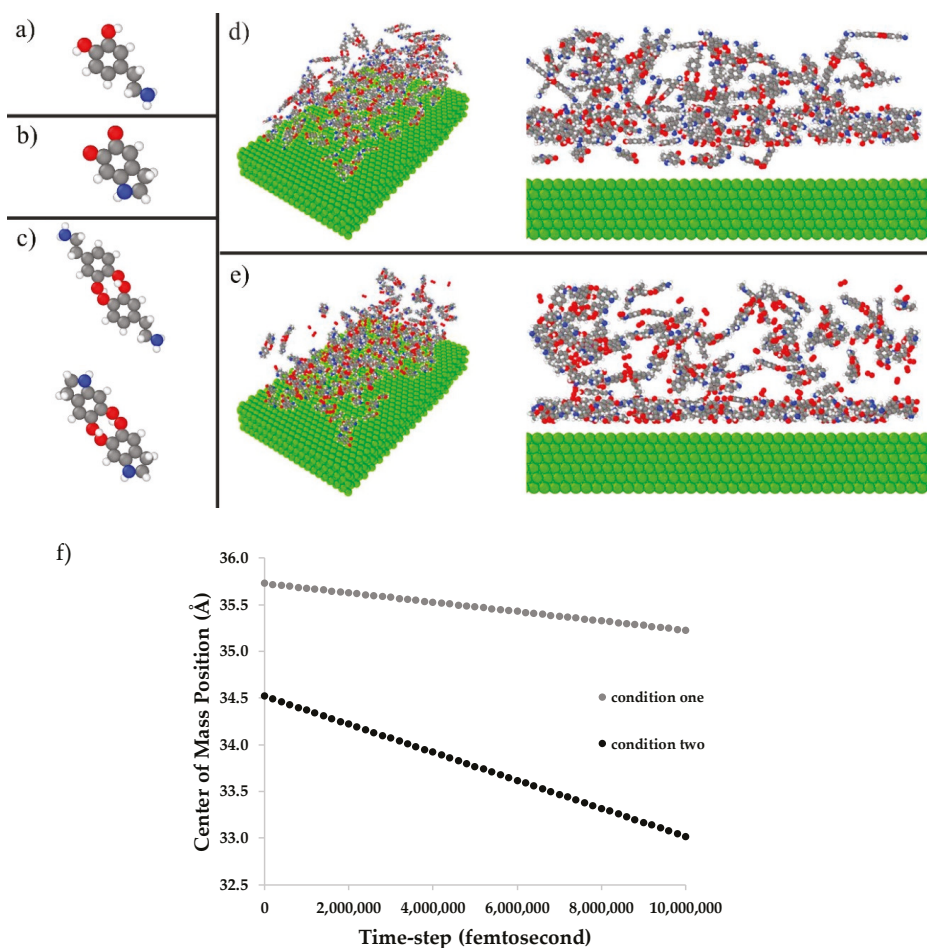 a)
b)
c)
d)
e)
f)
Center of Mass Position (Å)
36.0
35.5
35.0
34.5
34.0
33.5
33.0
32.5
condition one
condition two
0 2,000,000 4,000,000 6,000,000 8,000,000 10,000,000
Time-step (femtosecond)